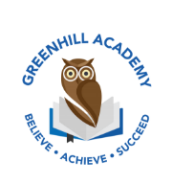 GREENHILL ACADEMY
BELIEVE • ACHIEVE • SUCCEED